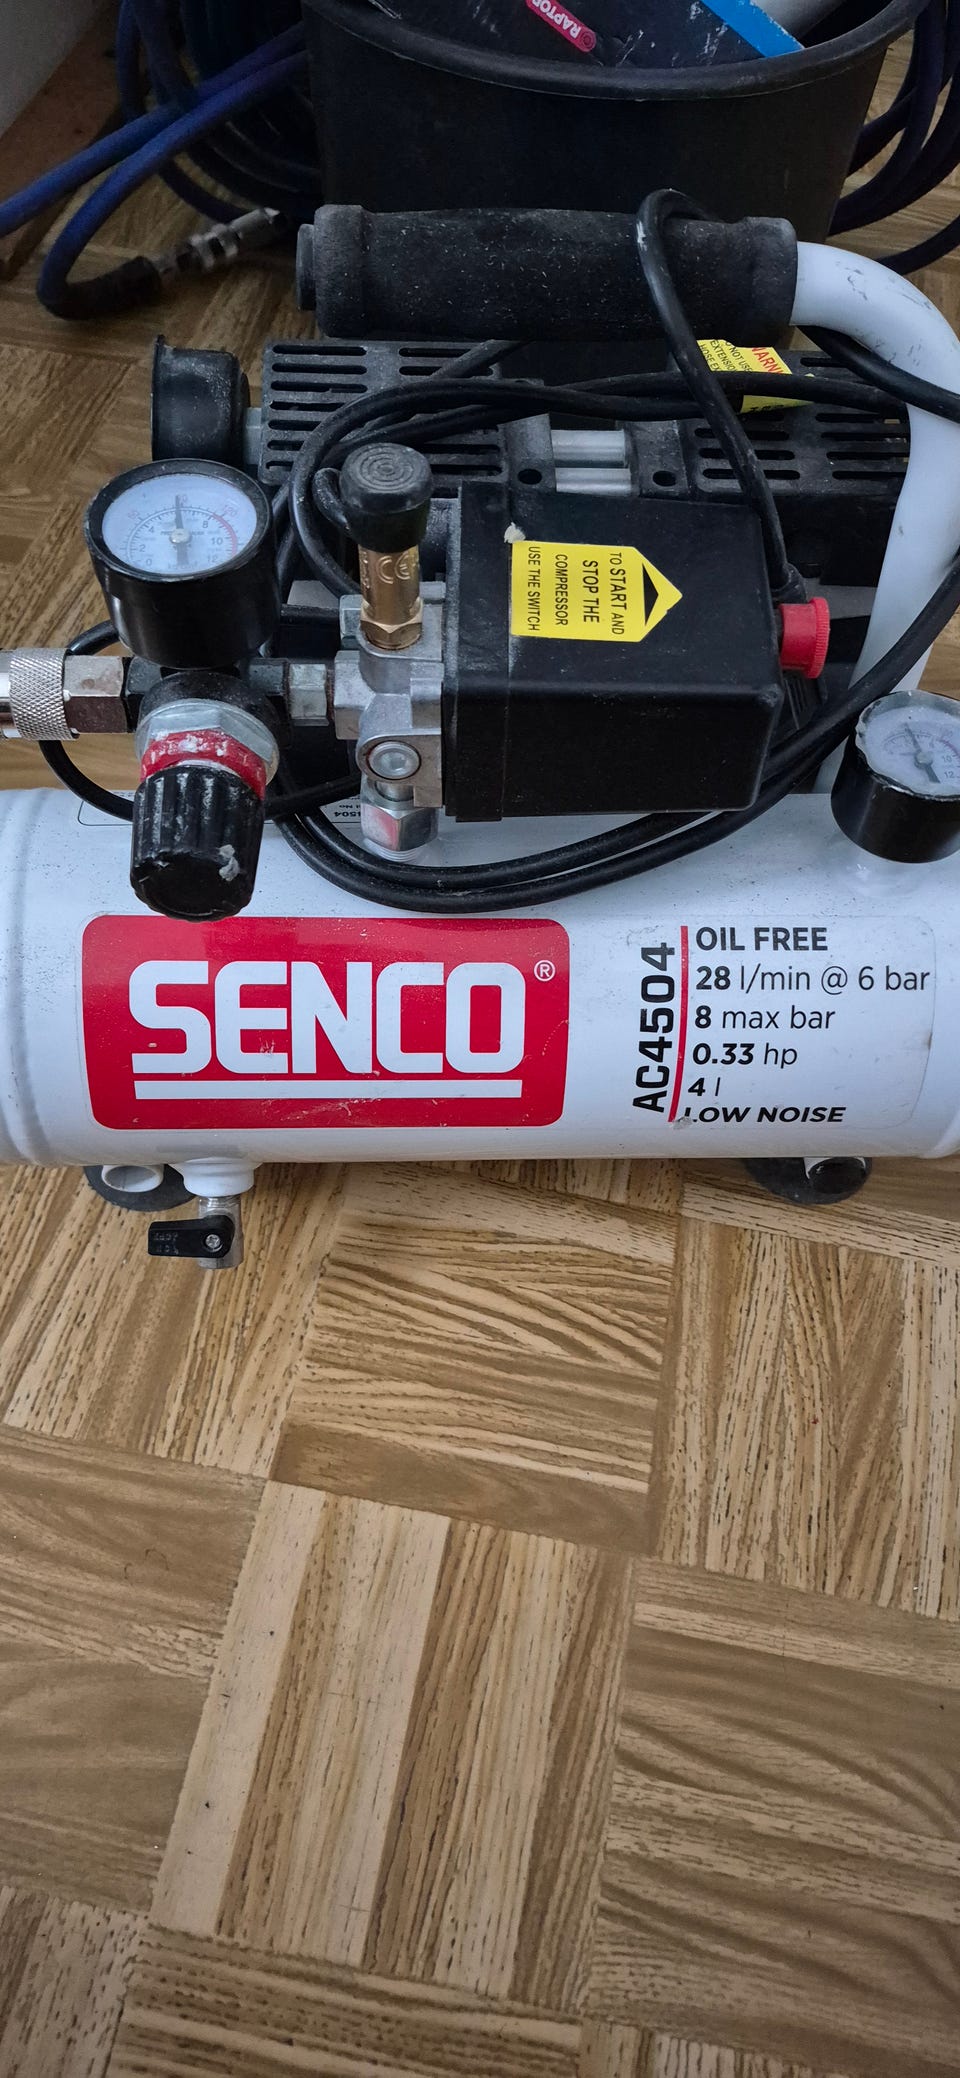 RAPTOR®
WARN
TO START AND
STOP THE
COMPRESSOR
USE THE SWITCH
SENCO®
AC4504
OIL FREE
28 l/min @ 6 bar
8 max bar
0.33 hp
4 l
LOW NOISE